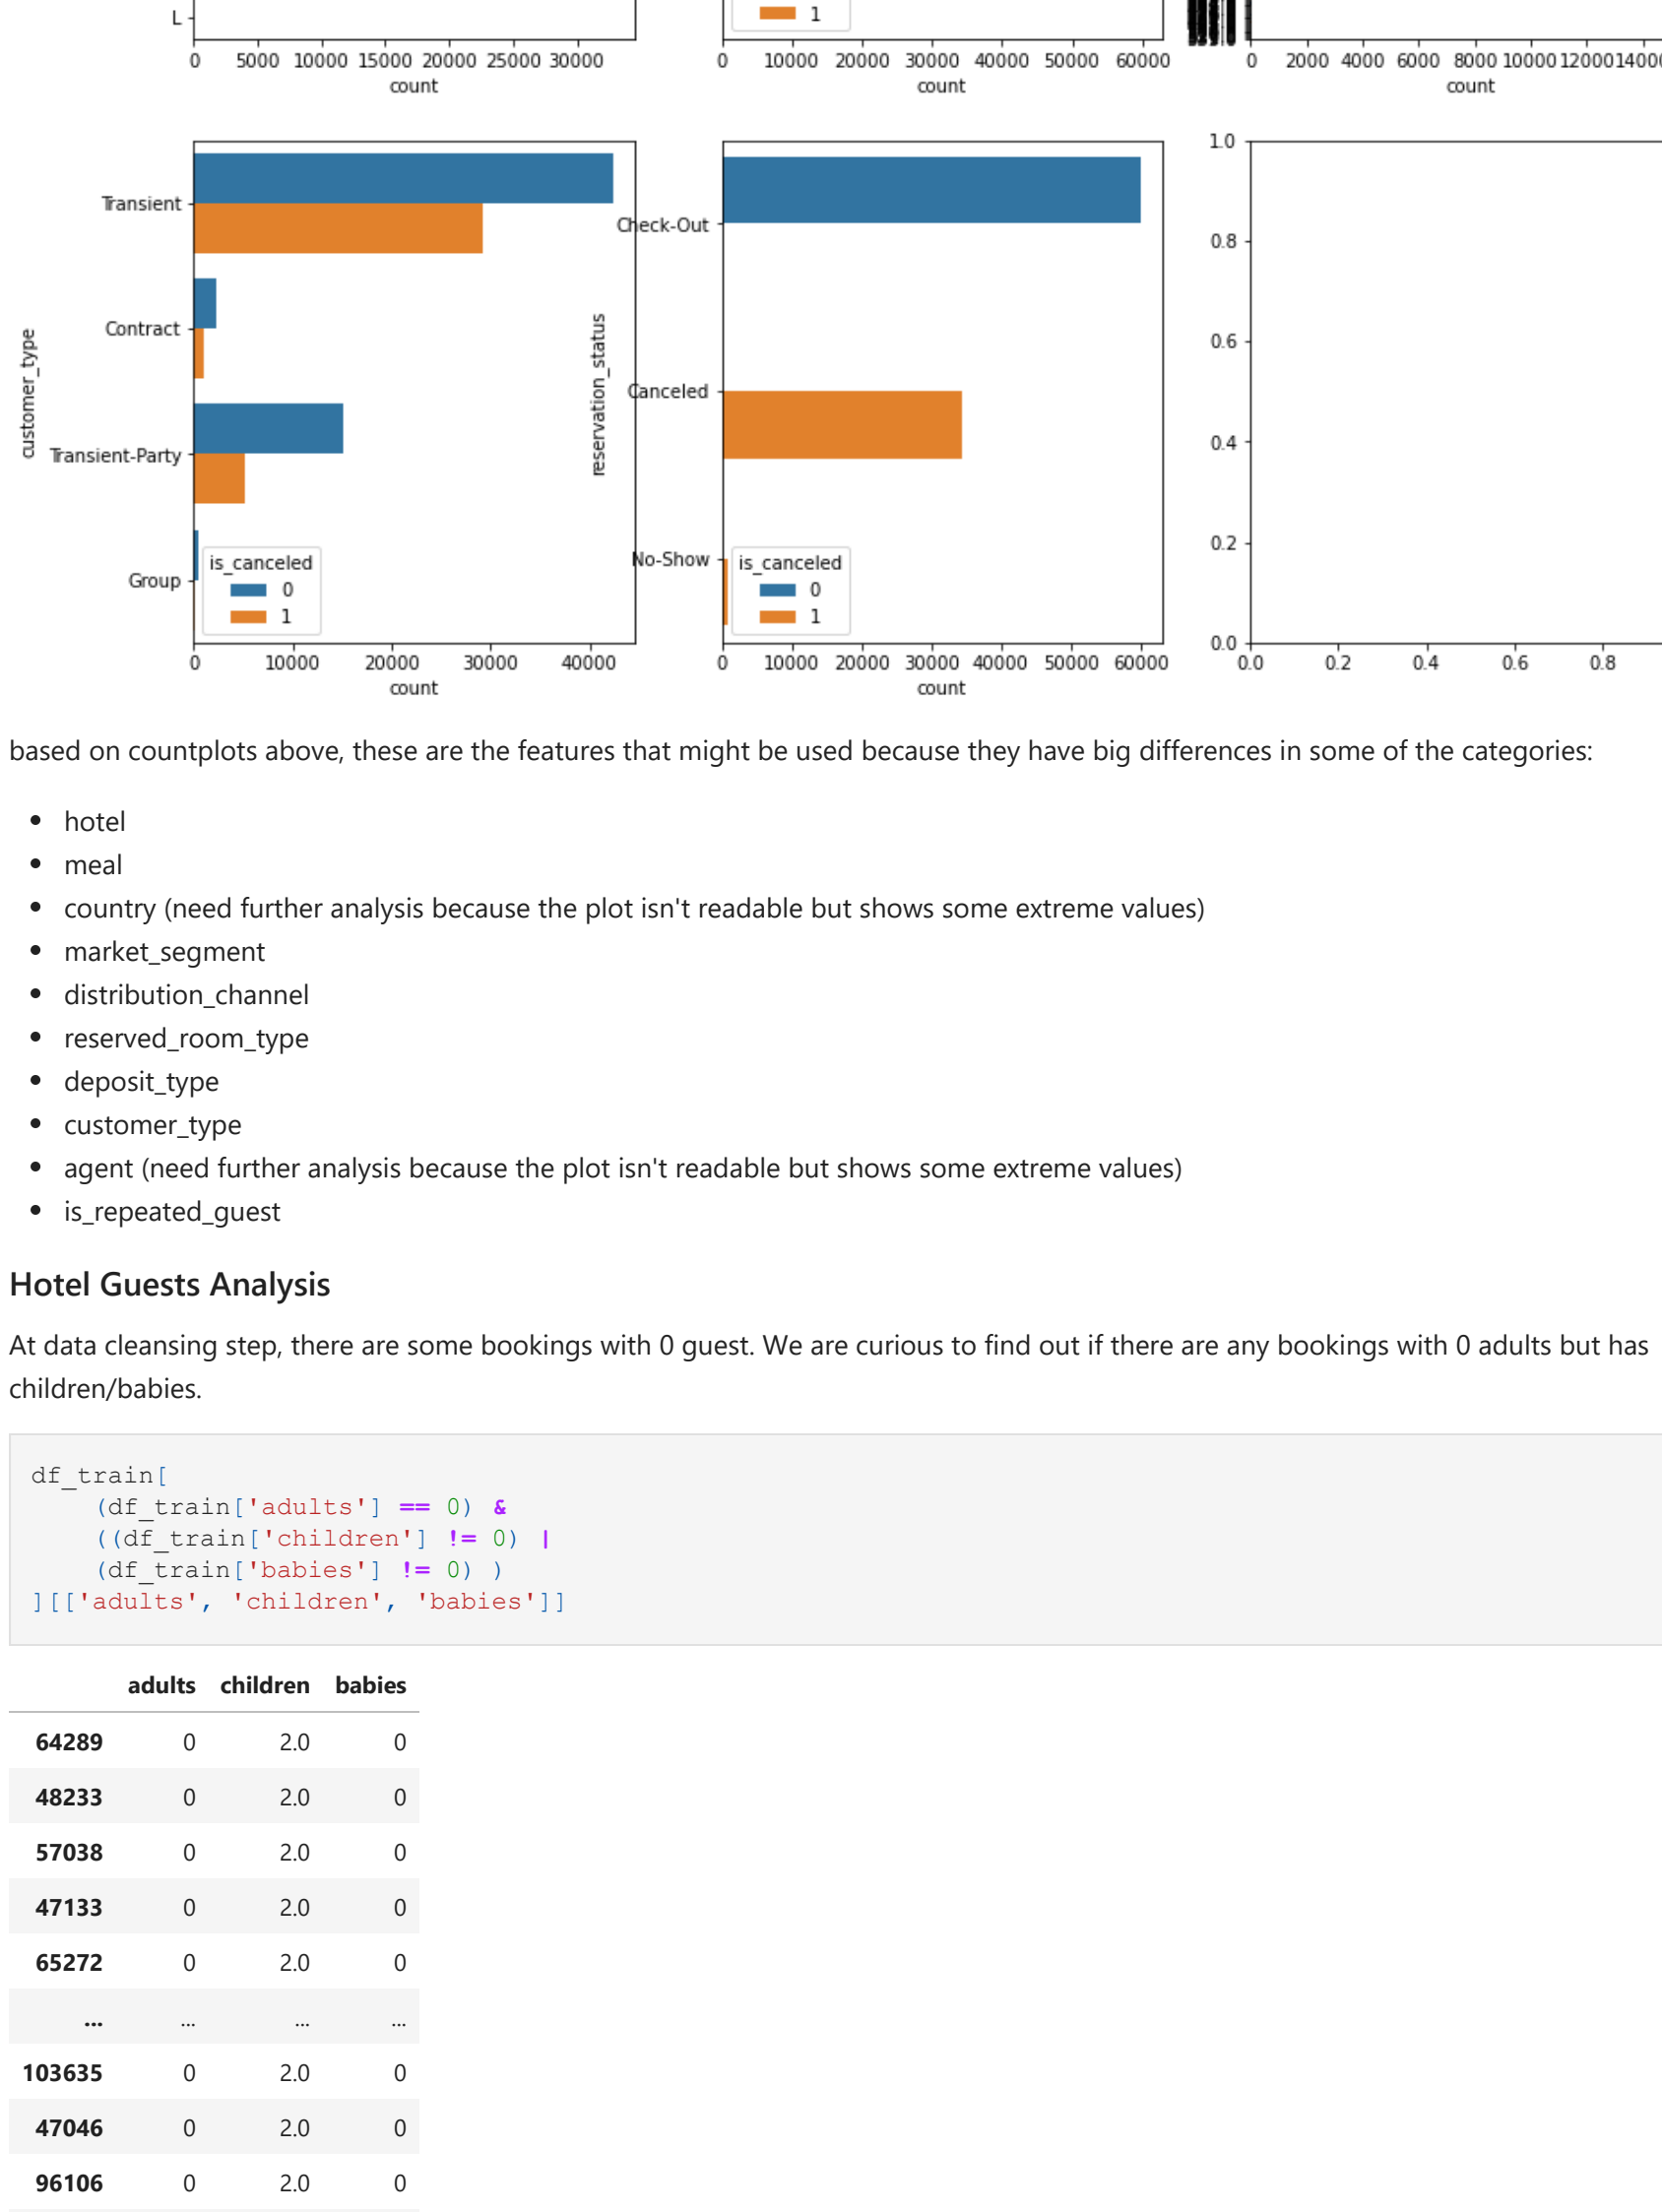 L
1
0 5000 10000 15000 20000 25000 30000
count
0 10000 20000 30000 40000 50000 60000
count
0 2000 4000 6000 8000 10000 12000
count
customer_type
Transient
Contract
Transient-Party
Group
is_canceled
0
1
0 10000 20000 30000 40000
count
reservation_status
Check-Out
Canceled
No-Show
is_canceled
0
1
0 10000 20000 30000 40000 50000 60000
count
1.0
0.8
0.6
0.4
0.2
0.0
0.0 0.2 0.4 0.6 0.8
based on countplots above, these are the features that might be used because they have big differences in some of the categories:
• hotel
• meal
• country (need further analysis because the plot isn't readable but shows some extreme values)
• market_segment
• distribution_channel
• reserved_room_type
• deposit_type
• customer_type
• agent (need further analysis because the plot isn't readable but shows some extreme values)
• is_repeated_guest
Hotel Guests Analysis
At data cleansing step, there are some bookings with 0 guest. We are curious to find out if there are any bookings with 0 adults but has
children/babies.
df_train[
    (df_train['adults'] == 0) &
    ((df_train['children'] != 0) |
    (df_train['babies'] != 0) )
][['adults', 'children', 'babies']]
adults children babies
64289 0 2.0 0
48233 0 2.0 0
57038 0 2.0 0
47133 0 2.0 0
65272 0 2.0 0
... ... ... ...
103635 0 2.0 0
47046 0 2.0 0
96106 0 2.0 0